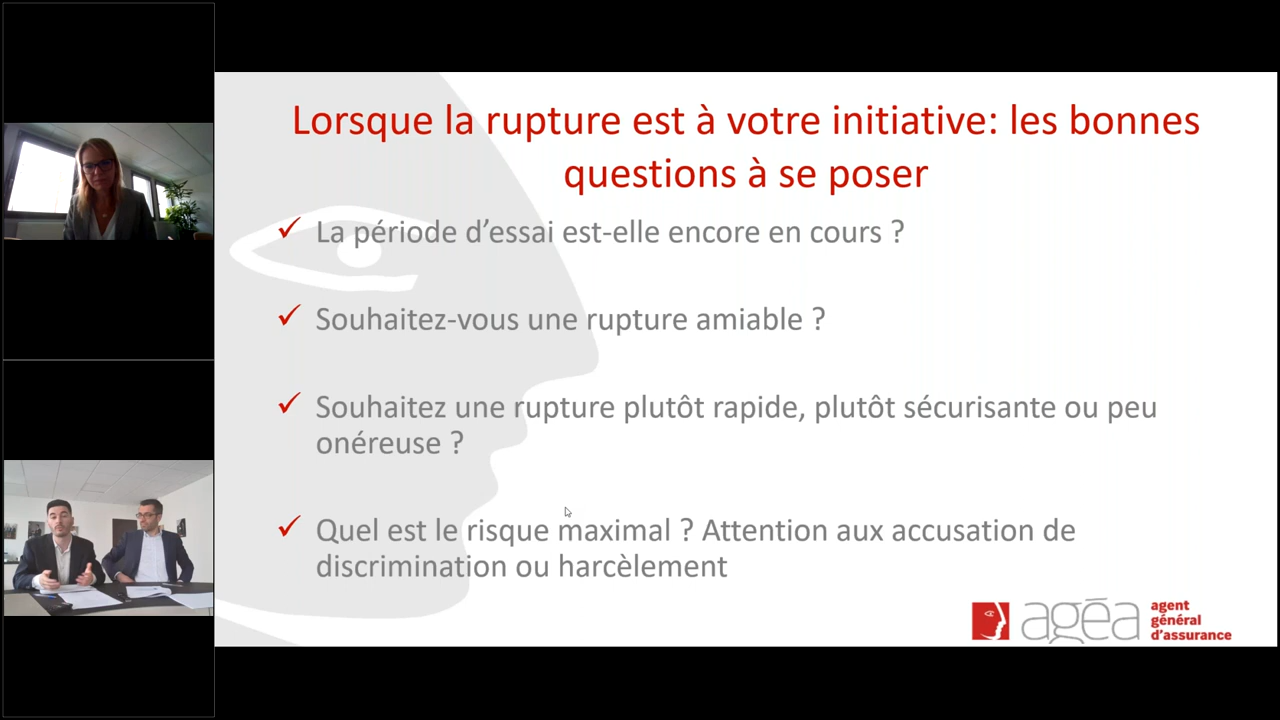 Lorsque la rupture est à votre initiative: les bonnes
questions à se poser
La période d’essai est-elle encore en cours ?
Souhaitez-vous une rupture amiable ?
Souhaitez une rupture plutôt rapide, plutôt sécurisante ou peu
onéreuse ?
Quel est le risque maximal ? Attention aux accusation de
discrimination ou harcèlement
agéa
agent
général
d’assurance